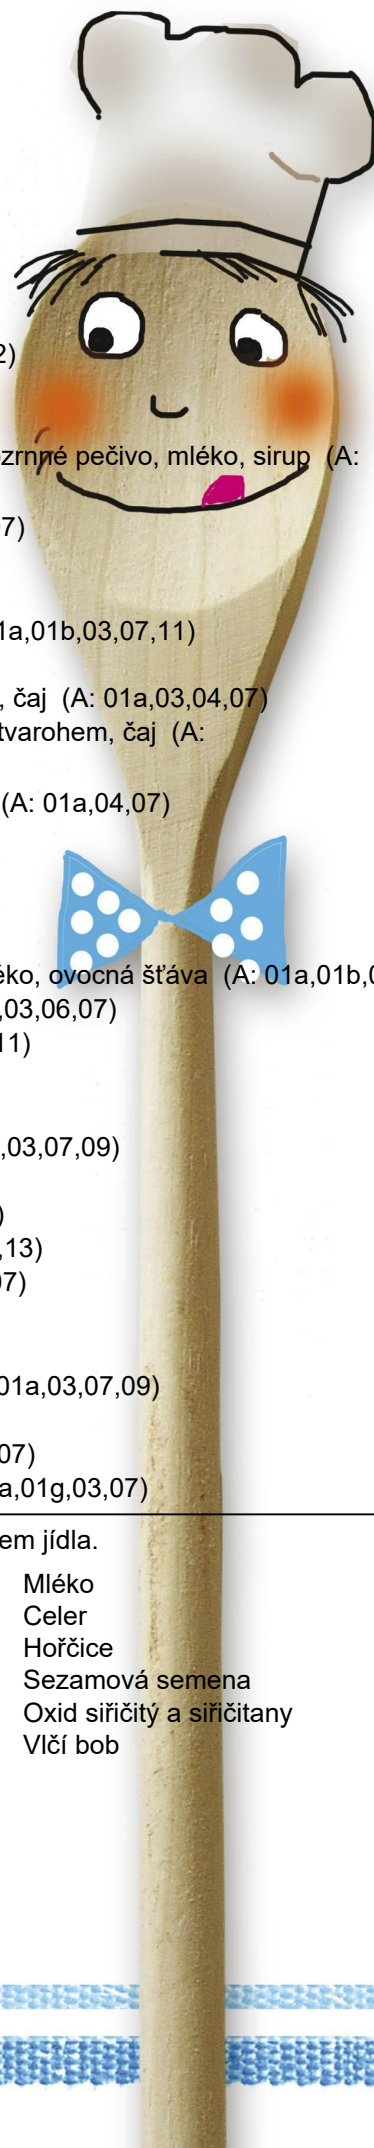 2)
ozrnné pečivo, mléko, sirup (A:
07)
1a,01b,03,07,11)
, čaj (A: 01a,03,04,07)
tvarohem, čaj (A:
(A: 01a,04,07)
éko, ovocná šťáva (A: 01a,01b,0
,03,06,07)
11)
,03,07,09)
)
,13)
07)
01a,03,07,09)
07)
a,01g,03,07)
em jídla.
Mléko
Celer
Hořčice
Sezamová semena
Oxid siřičitý a siřičitany
Vlčí bob